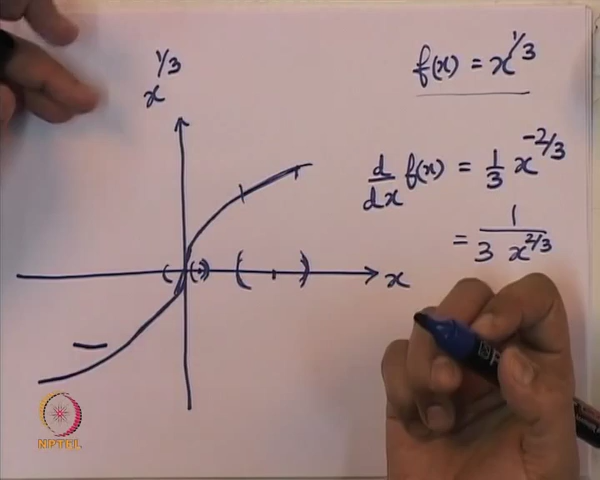 x^{1/3}
f(x) = x^{1/3}
d/dx f(x) = 1/3 x^{-2/3}
= 1/(3 x^{2/3})
x
NPTEL